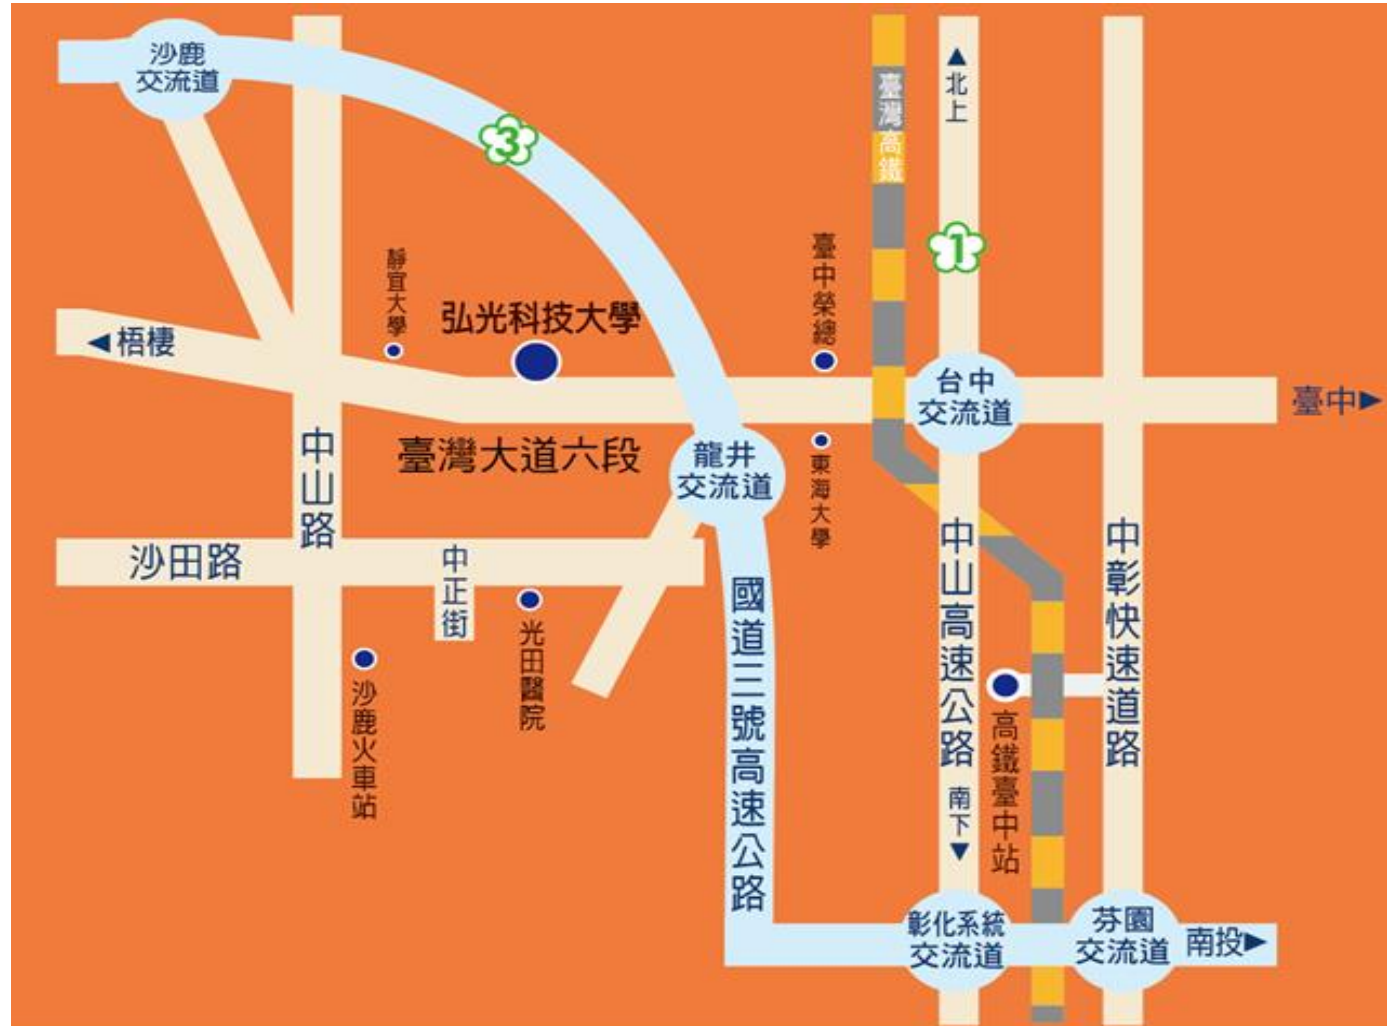 沙鹿
交流道
3
臺灣高鐵
北上
1
靜宜大學
弘光科技大學
臺中榮總
梧棲
台中
交流道
臺中
中山路
臺灣大道六段
龍井
交流道
東海大學
沙田路
中正街
光田醫院
沙鹿火車站
國道三號高速公路
中山高速公路
中彰快速道路
高鐵臺中站
南下
彰化系統
交流道
芬園
交流道
南投